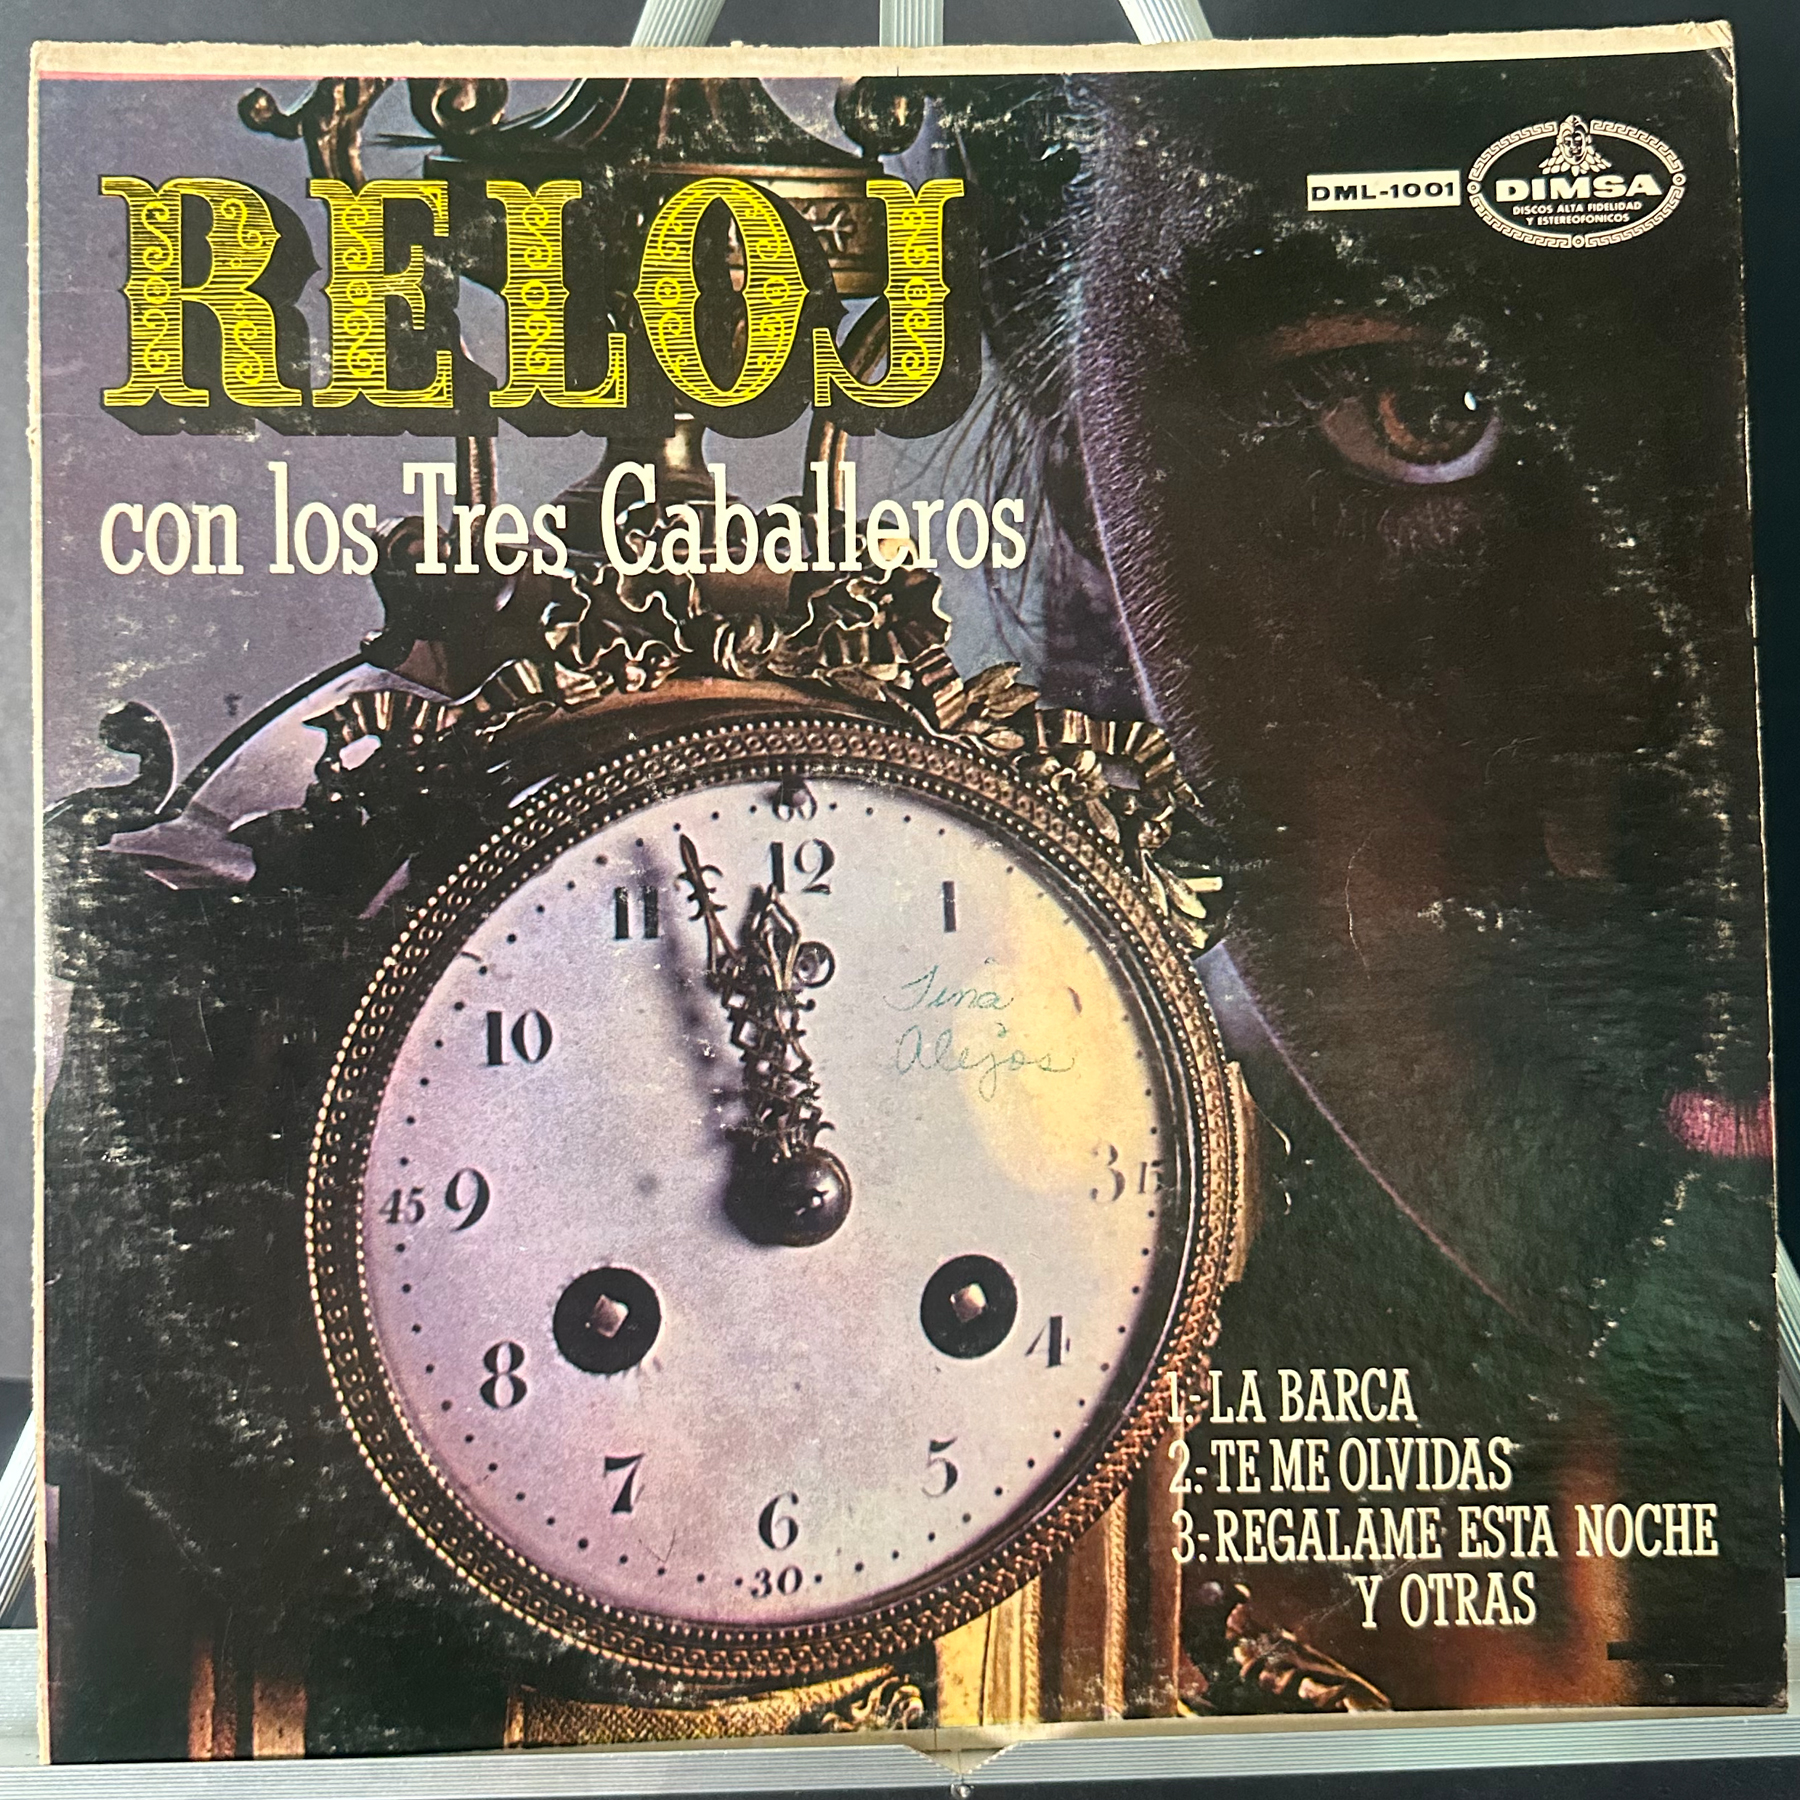 RELOJ
con los Tres Caballeros
DML-1001
DIMSA
DISCOS ALTA FIDELIDAD
Y ESTEREOFONICOS
60
12
11
1
10
Tina
Alejos
45 9
3 15
8
4
7
5
6
30
1.-LA BARCA
2.-TE ME OLVIDAS
3.-REGALAME ESTA NOCHE
Y OTRAS